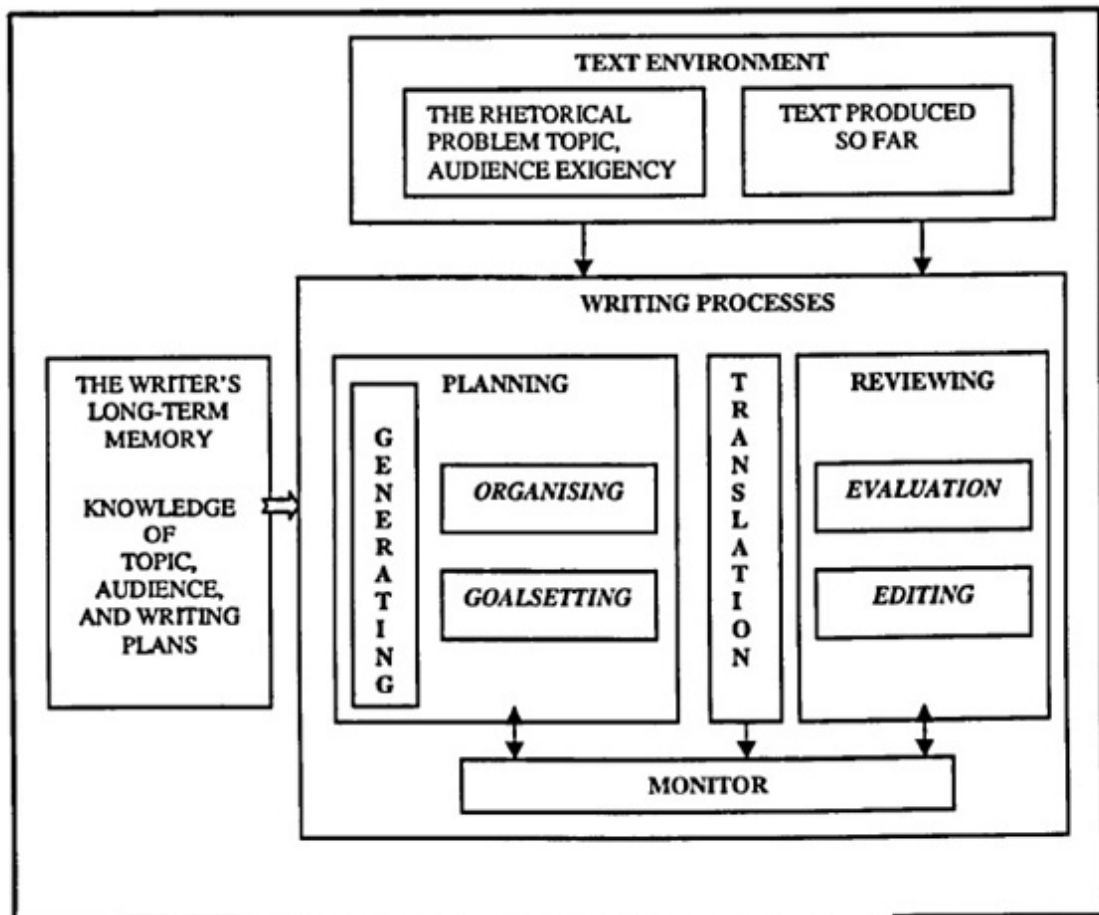 TEXT ENVIRONMENT
THE RHETORICAL
PROBLEM TOPIC,
AUDIENCE EXIGENCY
TEXT PRODUCED
SO FAR
WRITING PROCESSES
THE WRITER'S
LONG-TERM
MEMORY
KNOWLEDGE
OF
TOPIC,
AUDIENCE,
AND WRITING
PLANS
PLANNING
GENERATING
ORGANISING
GOALSETTING
TRANSLATION
REVIEWING
EVALUATION
EDITING
MONITOR